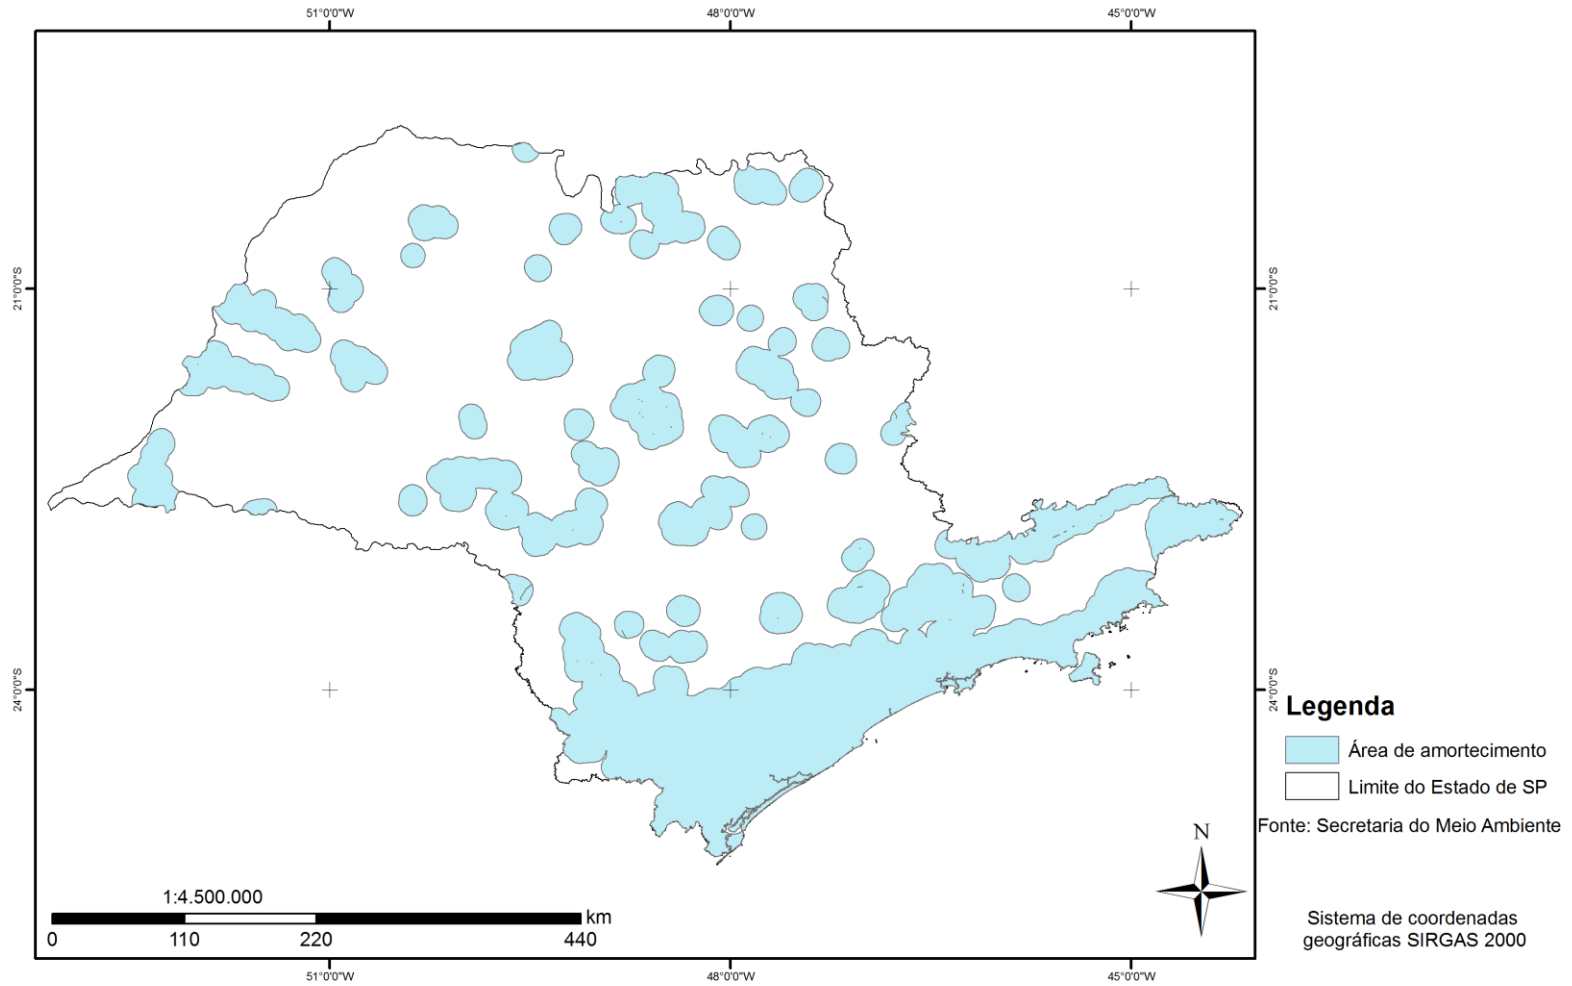 51°0'0"W
48°0'0"W
45°0'0"W
21°0'0"S
21°0'0"S
24°0'0"S
24°0'0"S
Legenda
Área de amortecimento
Limite do Estado de SP
Fonte: Secretaria do Meio Ambiente
N
1:4.500.000
km
0 110 220 440
Sistema de coordenadas
geográficas SIRGAS 2000
51°0'0"W
48°0'0"W
45°0'0"W